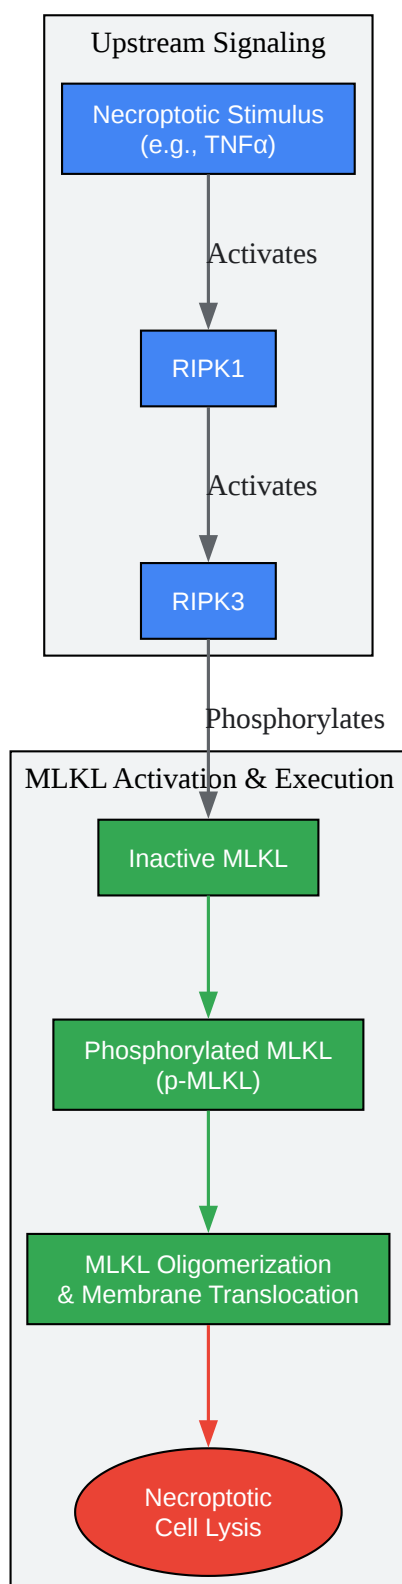 Upstream Signaling
Necroptotic Stimulus
(e.g., TNFα)
Activates
RIPK1
Activates
RIPK3
Phosphorylates
MLKL Activation & Execution
Inactive MLKL
Phosphorylated MLKL
(p-MLKL)
MLKL Oligomerization
& Membrane Translocation
Necroptotic
Cell Lysis